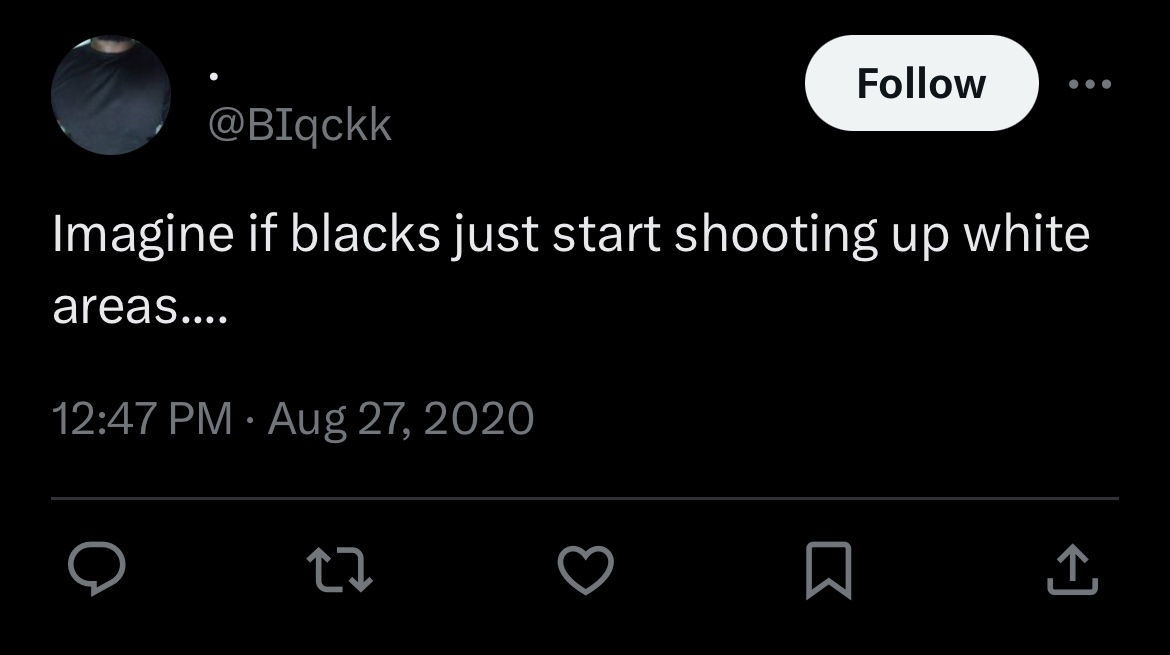 .
@BIqckk
Follow
Imagine if blacks just start shooting up white
areas....
12:47 PM · Aug 27, 2020